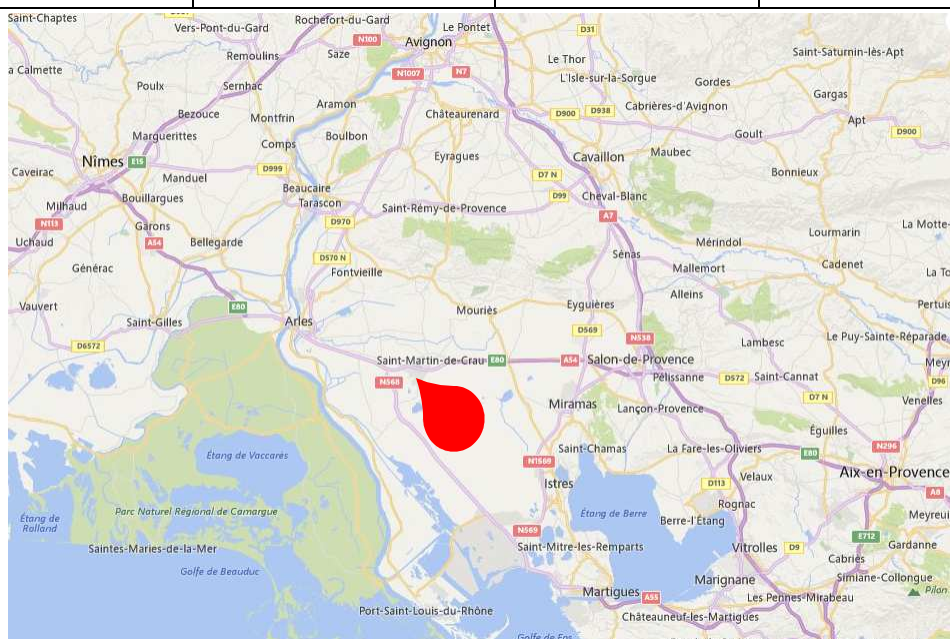 Saint-Chaptes
Rochefort-du-Gard
Vers-Pont-du-Gard
Le Pontet
D31
N100
Avignon
Remoulins
Saze
Saint-Saturnin-lès-Apt
Le Thor
a Calmette
N1007
N7
L'Isle-sur-la-Sorgue
Gordes
Poulx
Sernhac
Gargas
Aramon
Cabrières-d'Avignon
Bezouce
Montfrin
Châteaurenard
D900
D938
Apt
Marguerittes
Boulbon
Goult
D900
Comps
Eyragues
Cavaillon
Maubec
Nîmes
E15
D999
Caveirac
Manduel
D7 N
Bonnieux
Beaucaire
Milhaud
Bouillargues
Tarascon
D99
Cheval-Blanc
Saint-Rémy-de-Provence
N113
Garons
D970
A7
La Motte-
Uchaud
A54
Bellegarde
Mérindol
Lourmarin
D570 N
Sénas
Générac
Fontvieille
Mallemort
Cadenet
La To
Alleins
Vauvert
E80
Mouriès
Eyguières
Pertuis
Saint-Gilles
Arles
D569
N538
Le Puy-Sainte-Réparade
D6572
Lambesc
Saint-Martin-de-Crau
E80
A54
Salon-de-Provence
Meyr
N568
Pélissanne
D572
Saint-Cannat
D96
D7 N
Venelles
Miramas
Lançon-Provence
Éguilles
Saint-Chamas
La Fare-les-Oliviers
E80
N296
Étang de Vaccarès
N1569
Aix-en-Provence
Istres
D113
Velaux
A8
Étang de
Rolland
Parc Naturel Régional de Camargue
Étang de Berre
Rognac
Berre-l'Étang
Meyreui
N569
E712
Saintes-Maries-de-la-Mer
Saint-Mitre-les-Remparts
Vitrolles
D9
Gardanne
Cabriès
Golfe de Beauduc
Marignane
Simiane-Collongue
Martigues
A55
Les Pennes-Mirabeau
Pilon
Port-Saint-Louis-du-Rhône
Châteauneuf-les-Martigues
Golfe de Fos